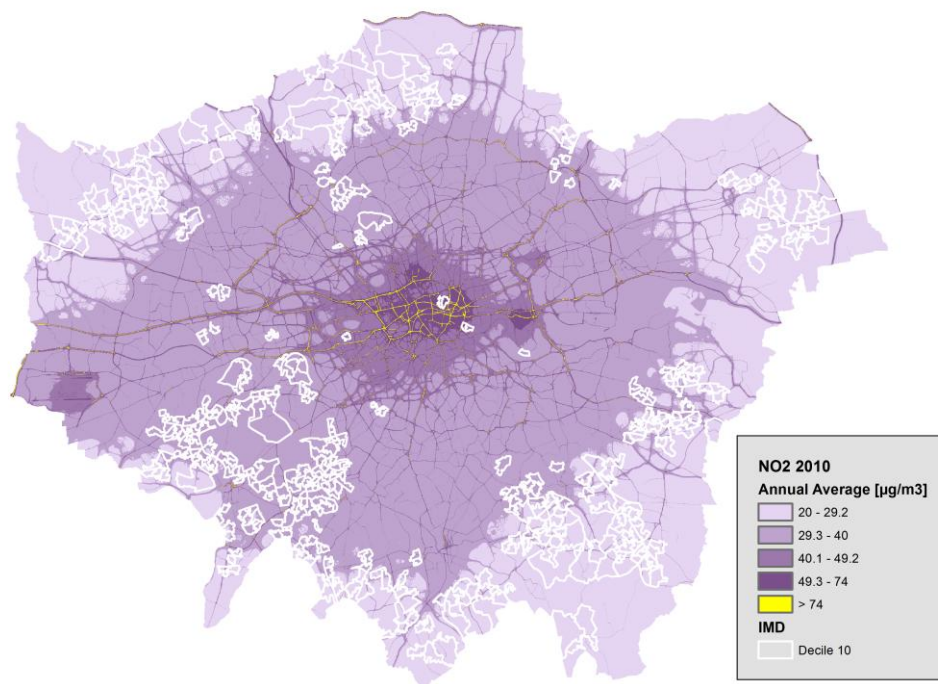 NO2 2010
Annual Average [µg/m3]
20 - 29.2
29.3 - 40
40.1 - 49.2
49.3 - 74
> 74
IMD
Decile 10